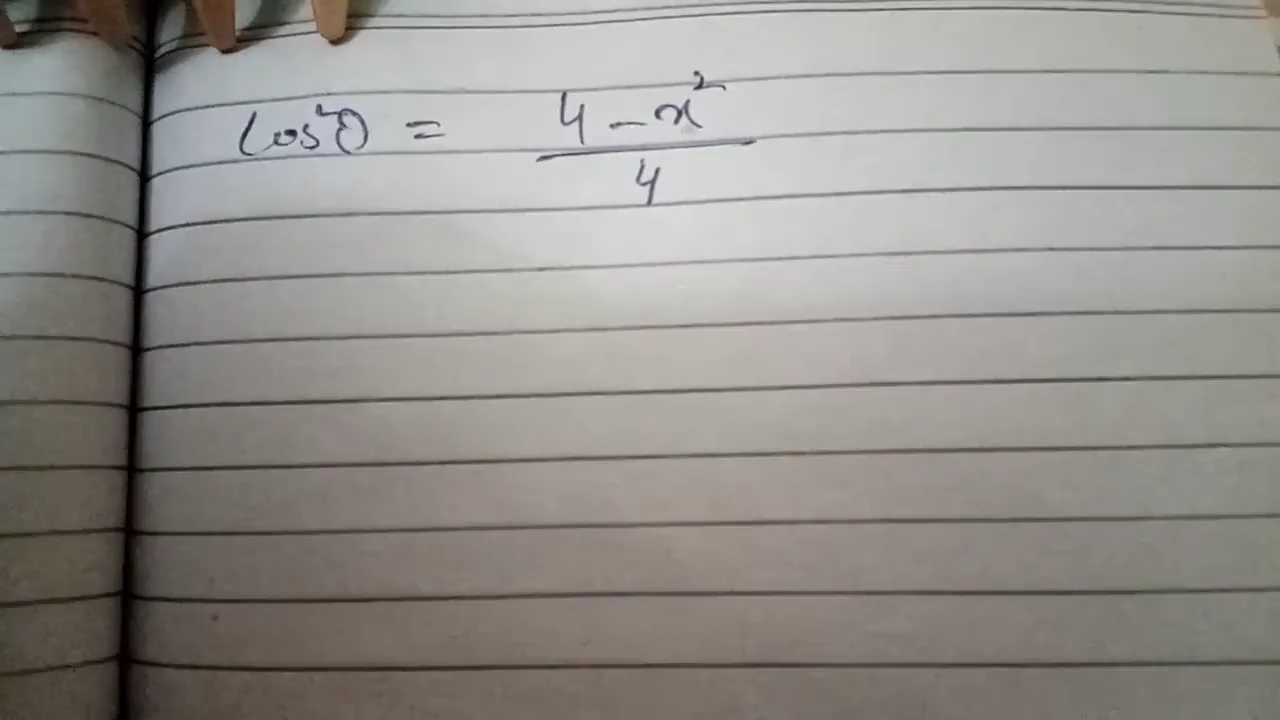 cos²θ = (4 - x²)/4